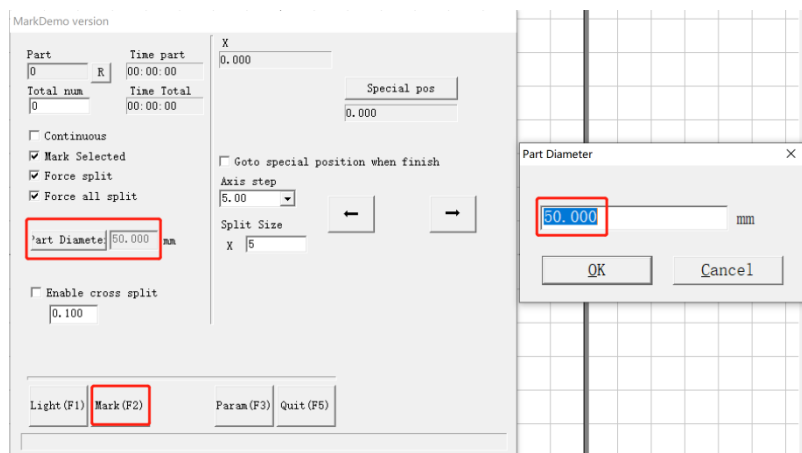 MarkDemo version
Part
Time part
0
R
00:00:00
Total num
Time Total
0
00:00:00
Continuous
Mark Selected
Force split
Force all split
Part Diamete
50.000
mm
Enable cross split
0.100
X
0.000
Special pos
0.000
Goto special position when finish
Axis step
5.00
←
→
Split Size
X
5
Light(F1)
Mark(F2)
Param(F3)
Quit(F5)
Part Diameter
50.000
mm
OK
Cancel